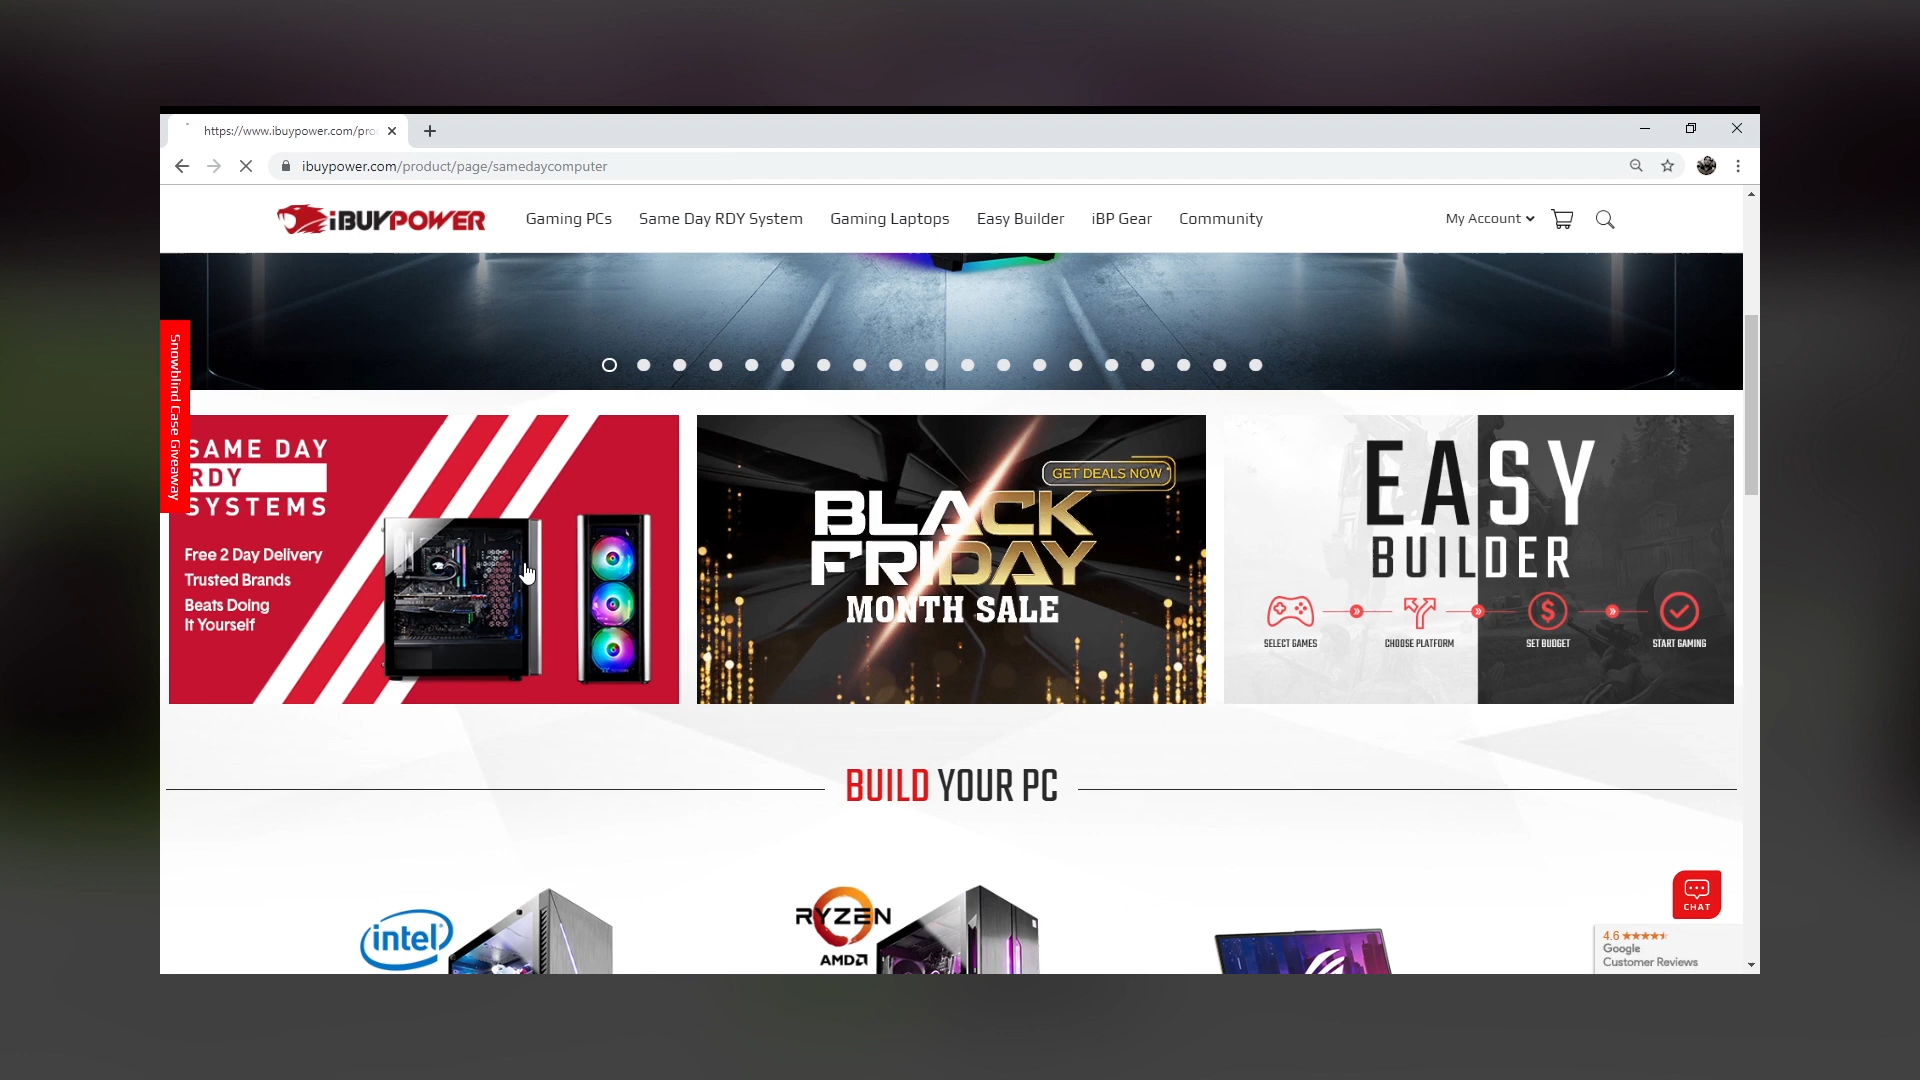 https://www.ibuypower.com/pro
ibuypower.com/product/page/samedaycomputer
iBUYPOWER
Gaming PCs
Same Day RDY System
Gaming Laptops
Easy Builder
iBP Gear
Community
My Account
Snowblind Case Giveaway
SAME DAY
RDY
SYSTEMS
Free 2 Day Delivery
Trusted Brands
Beats Doing
It Yourself
GET DEALS NOW
BLACK
FRIDAY
MONTH SALE
EASY
BUILDER
SELECT GAMES
CHOOSE PLATFORM
SET BUDGET
START GAMING
BUILD YOUR PC
intel
RYZEN
AMD
CHAT
4.6
Google
Customer Reviews